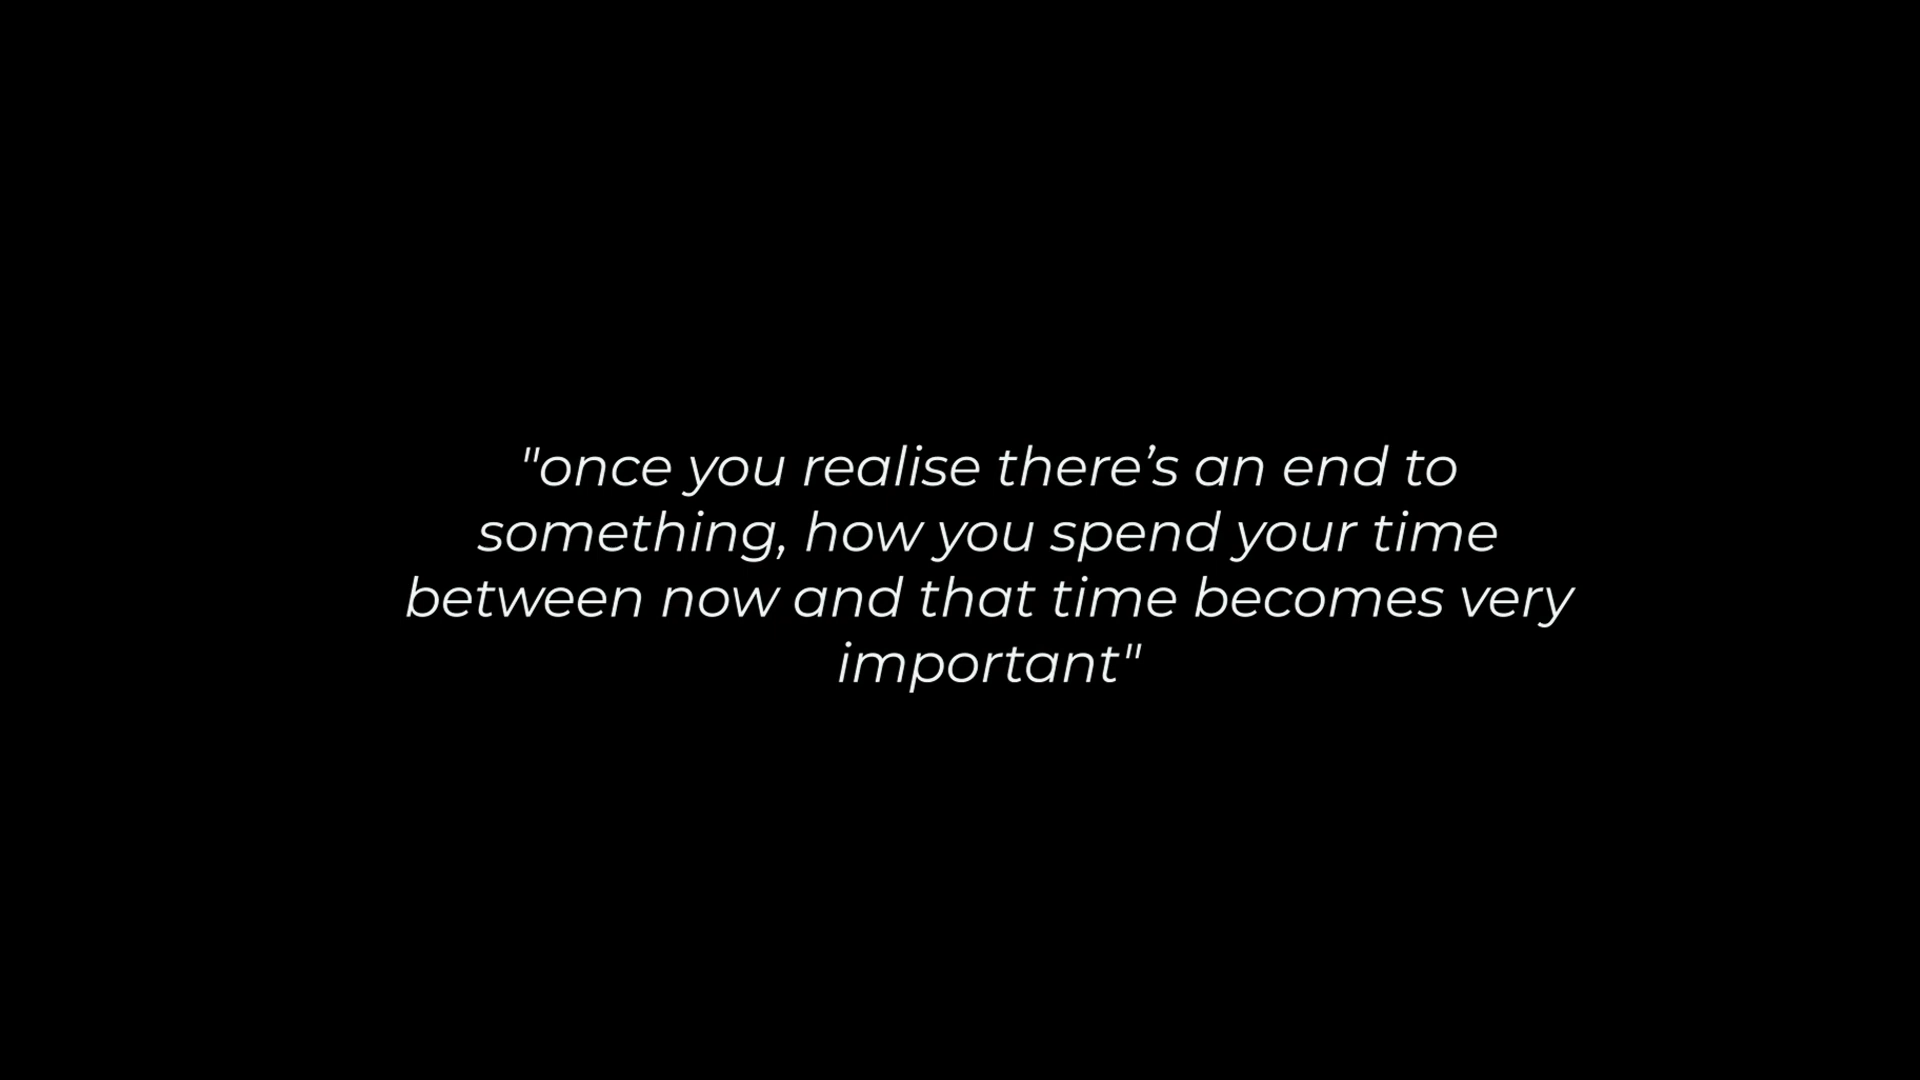 "once you realise there’s an end to
something, how you spend your time
between now and that time becomes very
important"